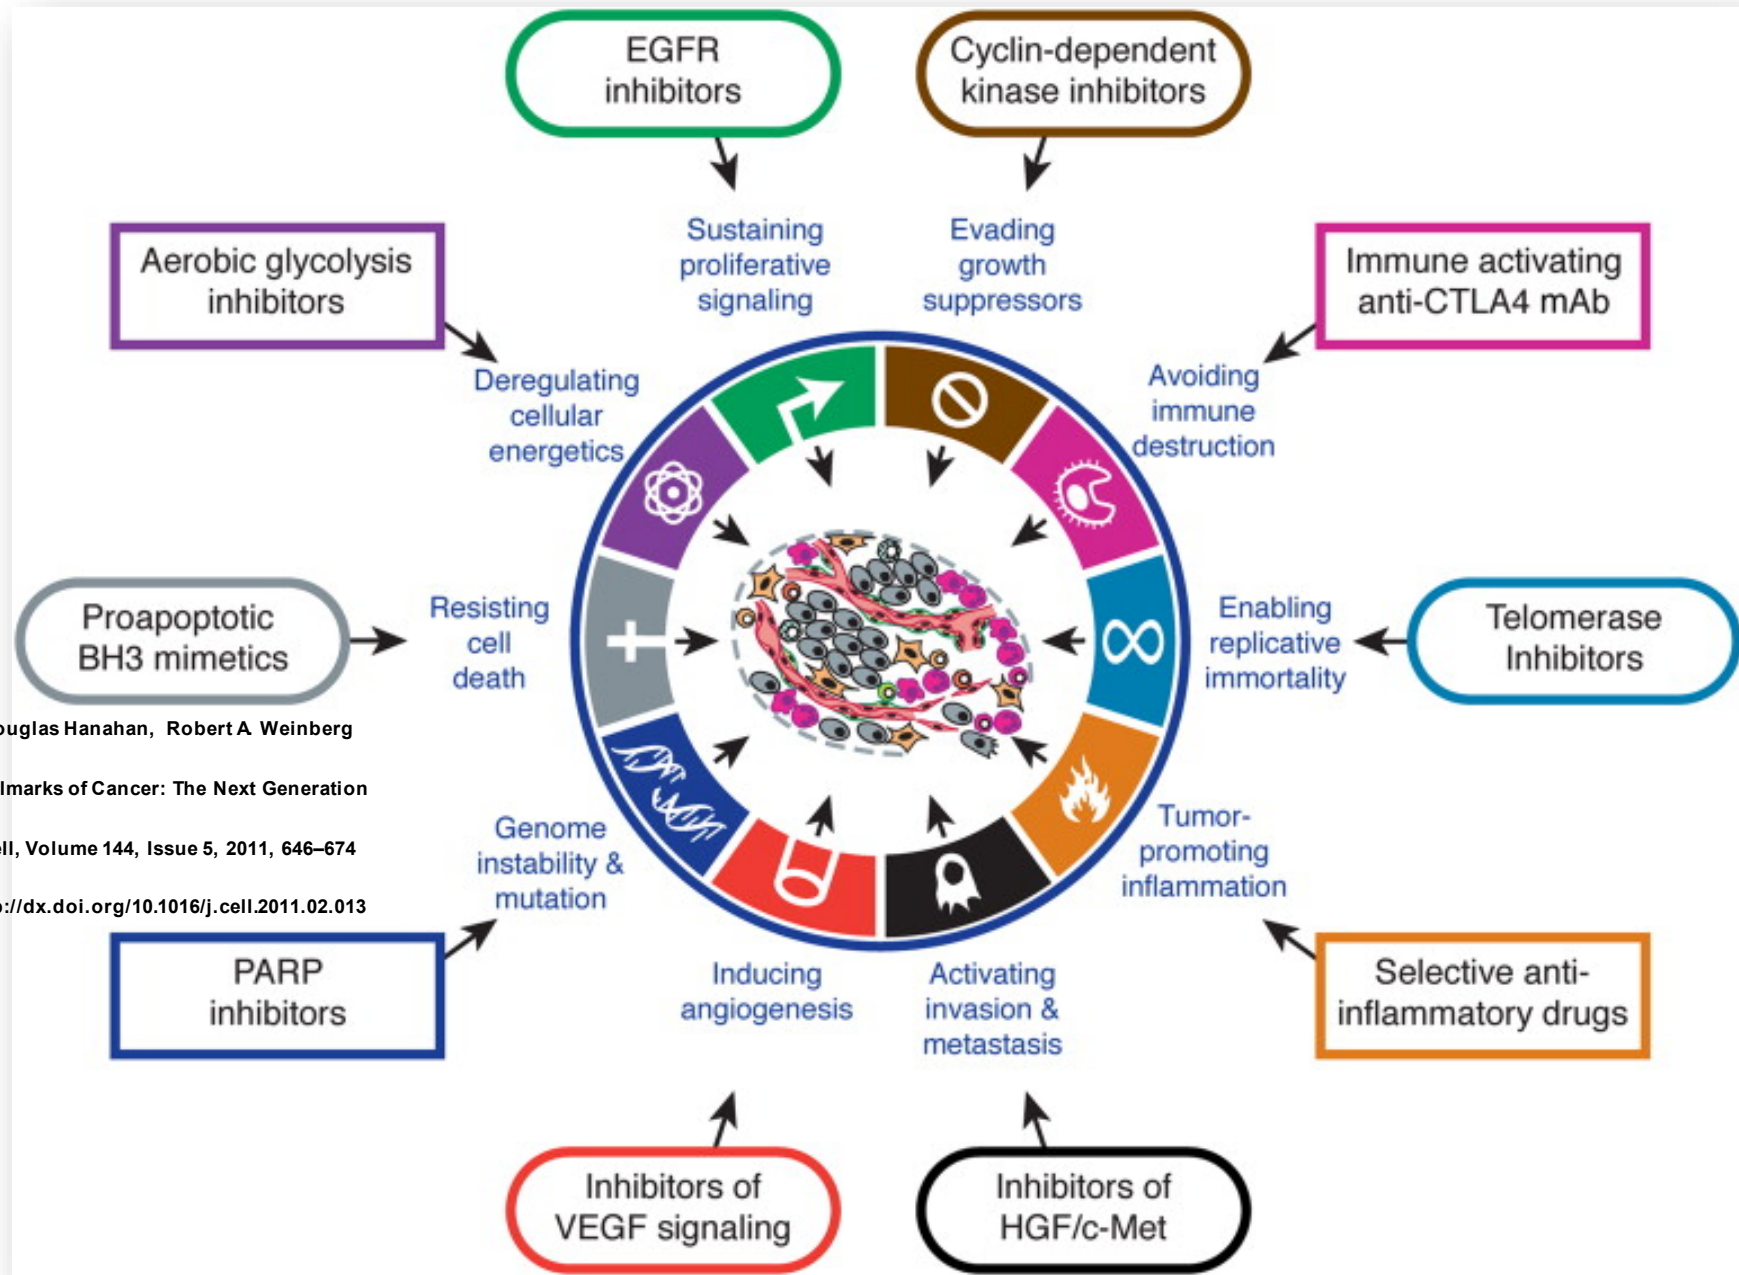 EGFR
inhibitors
Cyclin-dependent
kinase inhibitors
Sustaining
proliferative
signaling
Evading
growth
suppressors
Aerobic glycolysis
inhibitors
Immune activating
anti-CTLA4 mAb
Deregulating
cellular
energetics
Avoiding
immune
destruction
Proapoptotic
BH3 mimetics
Resisting
cell
death
Enabling
replicative
immortality
Telomerase
Inhibitors
ouglas Hanahan, Robert A. Weinberg
lmarks of Cancer: The Next Generation
ell, Volume 144, Issue 5, 2011, 646–674
p://dx.doi.org/10.1016/j.cell.2011.02.013
Genome
instability &
mutation
Tumor-
promoting
inflammation
PARP
inhibitors
Inducing
angiogenesis
Activating
invasion &
metastasis
Selective anti-
inflammatory drugs
Inhibitors of
VEGF signaling
Inhibitors of
HGF/c-Met